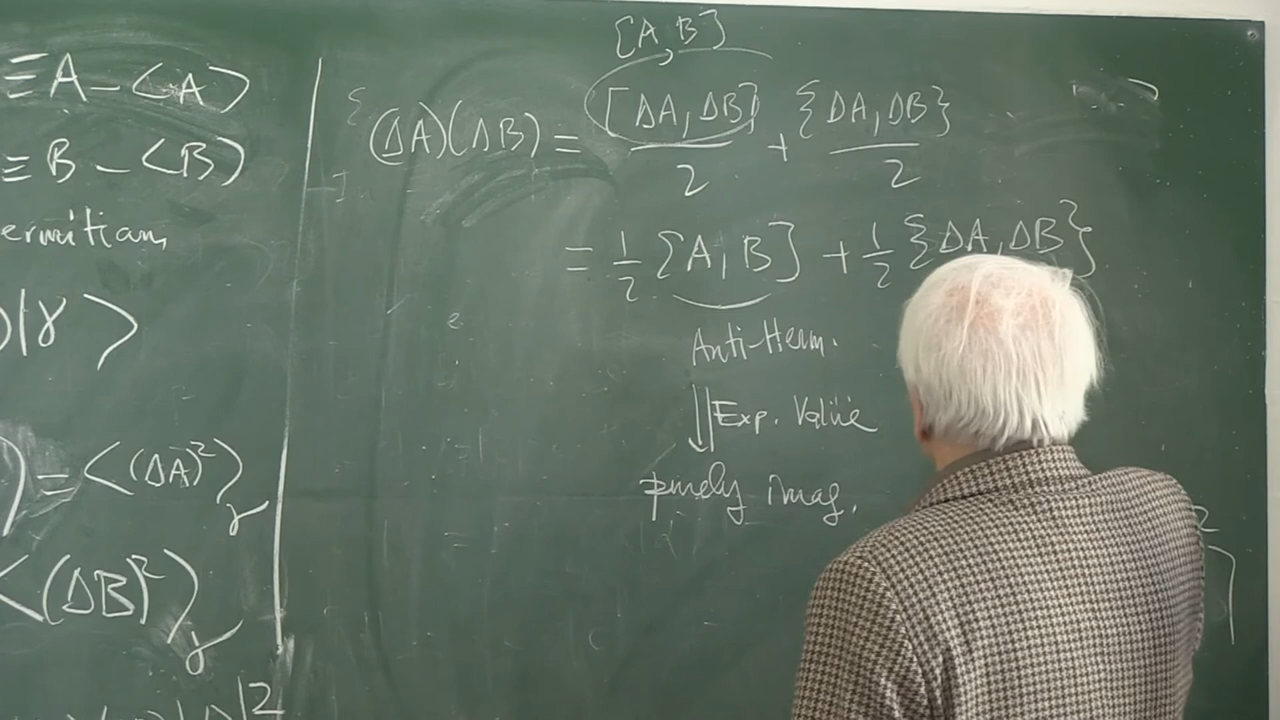 ≡ A - <A>
≡ B - <B>
ermitian,
)|γ>
) = <(ΔA)²>γ
<(ΔB)²>γ
|²
[A,B]
(ΔA)(ΔB) = [ΔA,ΔB]/2 + {ΔA,ΔB}/2
= 1/2 [A,B] + 1/2 {ΔA,ΔB}
Anti-Herm.
⇓ Exp. Value
purely imag.